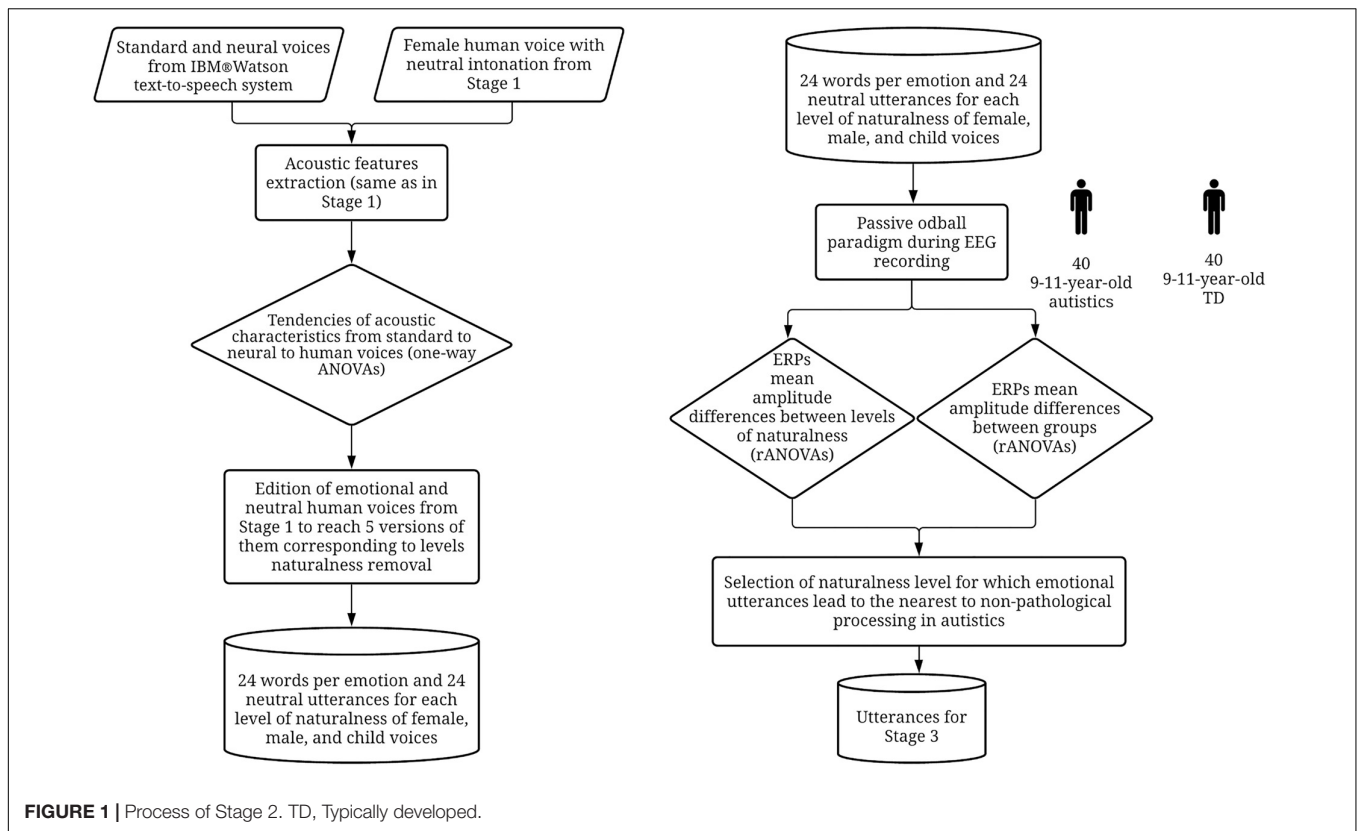 Standard and neural voices
from IBM®Watson
text-to-speech system
Female human voice with
neutral intonation from
Stage 1
Acoustic features
extraction (same as in
Stage 1)
Tendencies of acoustic
characteristics from standard to
neural to human voices (one-way
ANOVAs)
Edition of emotional and
neutral human voices from
Stage 1 to reach 5 versions of
them corresponding to levels
naturalness removal
24 words per emotion and 24
neutral utterances for each
level of naturalness of female,
male, and child voices
24 words per emotion and 24
neutral utterances for each
level of naturalness of female,
male, and child voices
Passive odball
paradigm during EEG
recording
40
9-11-year-old
autistics
40
9-11-year-old
TD
ERPs
mean
amplitude
differences between levels
of naturalness
(rANOVAs)
ERPs mean
amplitude differences
between groups
(rANOVAs)
Selection of naturalness level for which emotional
utterances lead to the nearest to non-pathological
processing in autistics
Utterances for
Stage 3
FIGURE 1 | Process of Stage 2. TD, Typically developed.